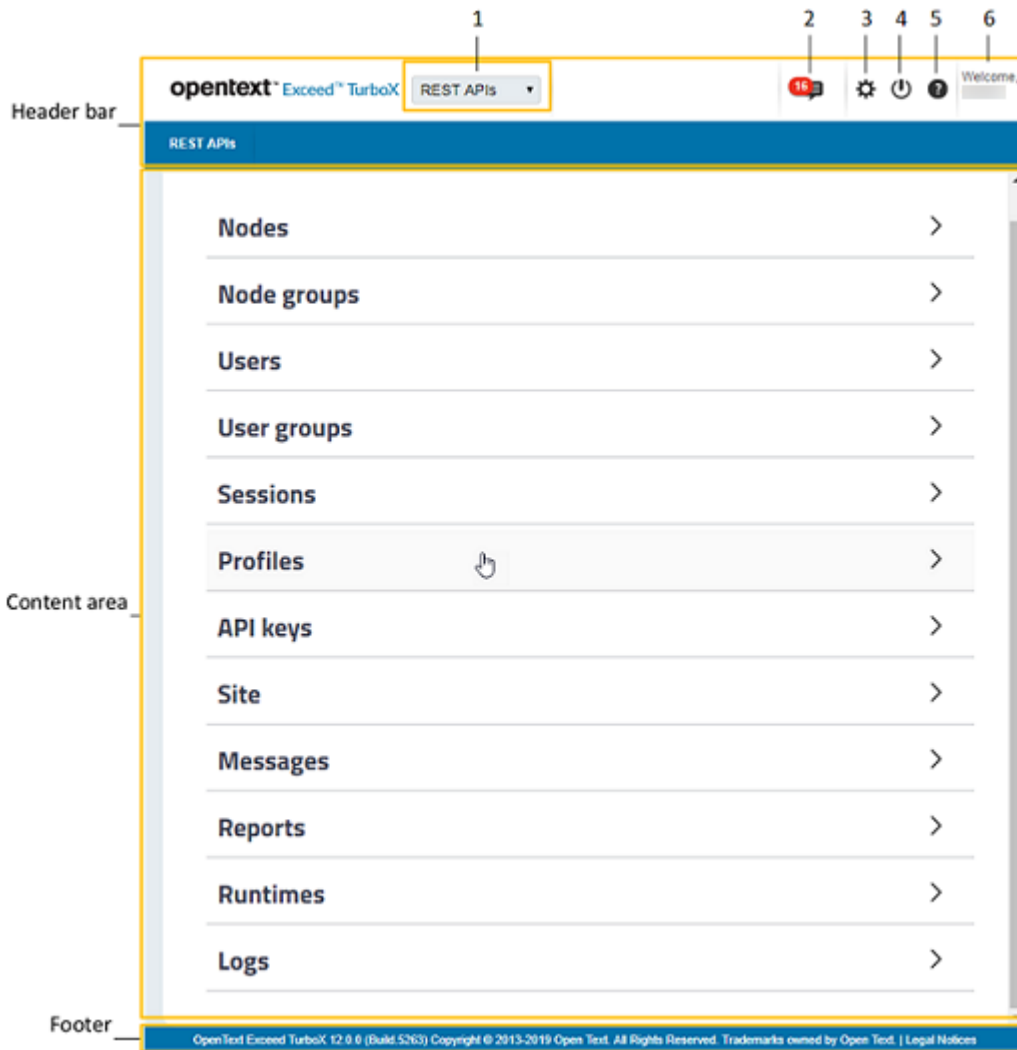 1 2 3 4 5 6
opentext™ Exceed™ TurboX REST APIs 16 ? Welcome,
Header bar
REST APIs
Nodes
Node groups
Users
User groups
Sessions
Profiles
Content area
API keys
Site
Messages
Reports
Runtimes
Logs
Footer
OpenText Exceed TurboX 12.0.0 (Build.5263) Copyright © 2013-2019 Open Text. All Rights Reserved. Trademarks owned by Open Text. | Legal Notices